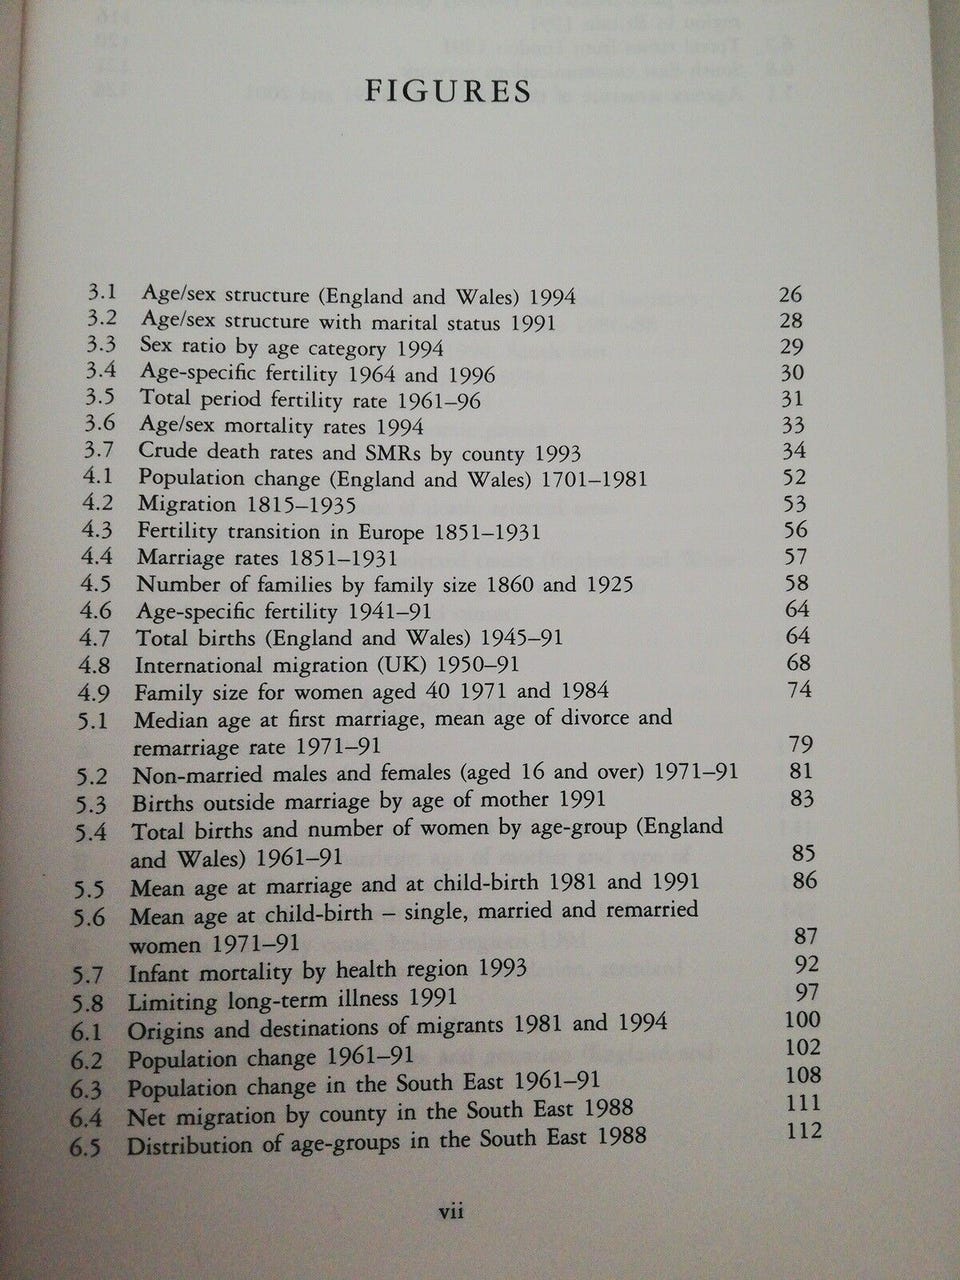 FIGURES
3.1 Age/sex structure (England and Wales) 1994 26
3.2 Age/sex structure with marital status 1991 28
3.3 Sex ratio by age category 1994 29
3.4 Age-specific fertility 1964 and 1996 30
3.5 Total period fertility rate 1961–96 31
3.6 Age/sex mortality rates 1994 33
3.7 Crude death rates and SMRs by county 1993 34
4.1 Population change (England and Wales) 1701–1981 52
4.2 Migration 1815–1935 53
4.3 Fertility transition in Europe 1851–1931 56
4.4 Marriage rates 1851–1931 57
4.5 Number of families by family size 1860 and 1925 58
4.6 Age-specific fertility 1941–91 64
4.7 Total births (England and Wales) 1945–91 64
4.8 International migration (UK) 1950–91 68
4.9 Family size for women aged 40 1971 and 1984 74
5.1 Median age at first marriage, mean age of divorce and
remarriage rate 1971–91 79
5.2 Non-married males and females (aged 16 and over) 1971–91 81
5.3 Births outside marriage by age of mother 1991 83
5.4 Total births and number of women by age-group (England
and Wales) 1961–91 85
5.5 Mean age at marriage and at child-birth 1981 and 1991 86
5.6 Mean age at child-birth – single, married and remarried
women 1971–91 87
5.7 Infant mortality by health region 1993 92
5.8 Limiting long-term illness 1991 97
6.1 Origins and destinations of migrants 1981 and 1994 100
6.2 Population change 1961–91 102
6.3 Population change in the South East 1961–91 108
6.4 Net migration by county in the South East 1988 111
6.5 Distribution of age-groups in the South East 1988 112
vii